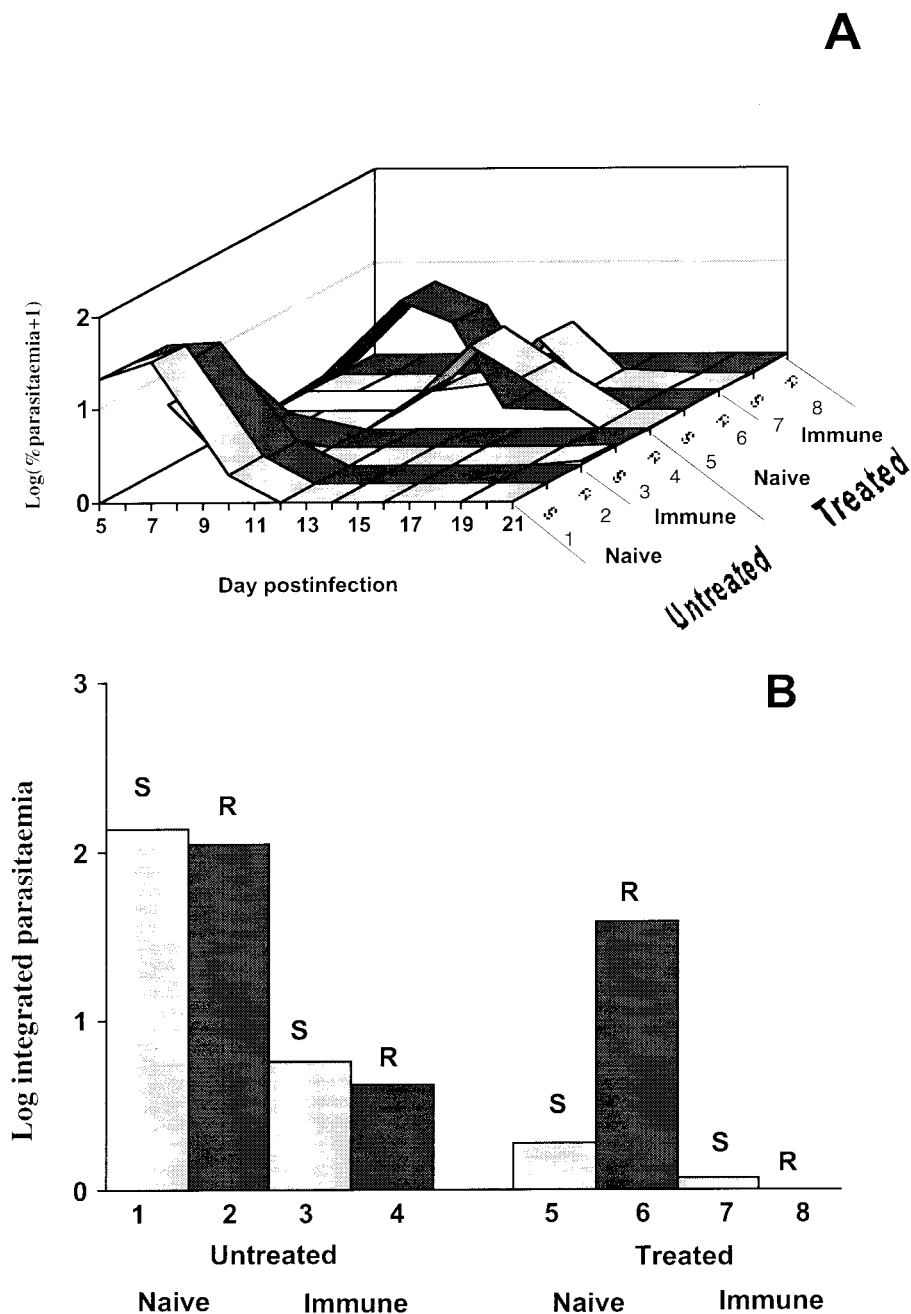 A
Log(%parasitaemia+1)
2
1
0
5 7 9 11 13 15 17 19 21
Day postinfection
S R S R S R S R
1 2 3 4 5 6 7 8
Naive Immune Naive Immune
Untreated Treated
B
Log integrated parasitaemia
3
2
1
0
S R S R S R S R
1 2 3 4 5 6 7 8
Untreated Treated
Naive Immune Naive Immune